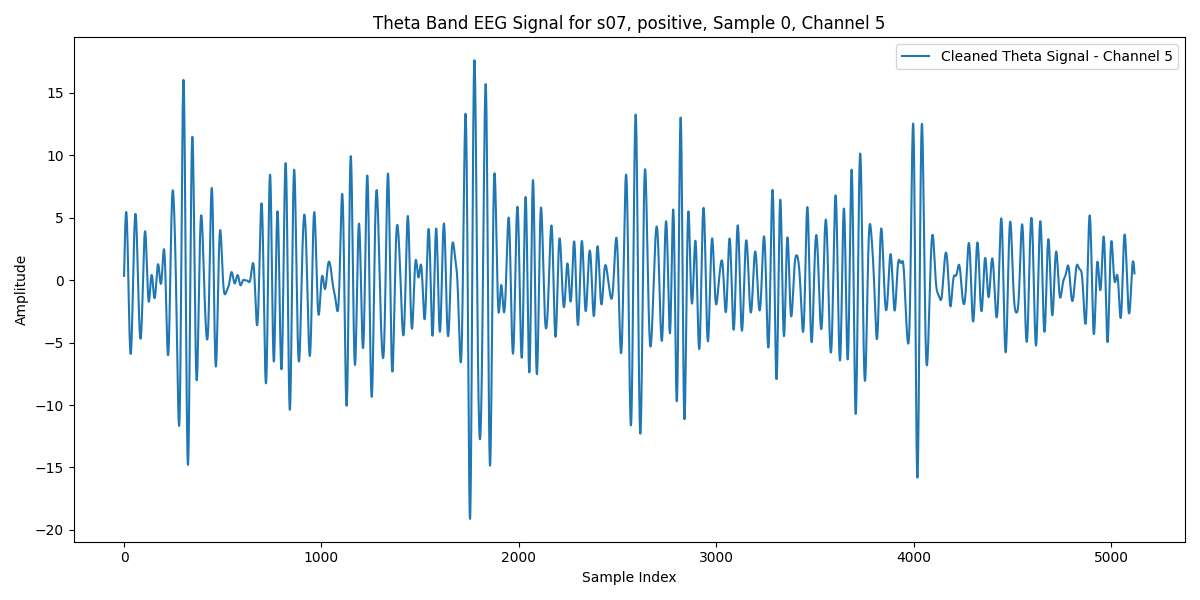 Theta Band EEG Signal for s07, positive, Sample 0, Channel 5
Cleaned Theta Signal - Channel 5
Amplitude
15
10
5
0
−5
−10
−15
−20
0 1000 2000 3000 4000 5000
Sample Index